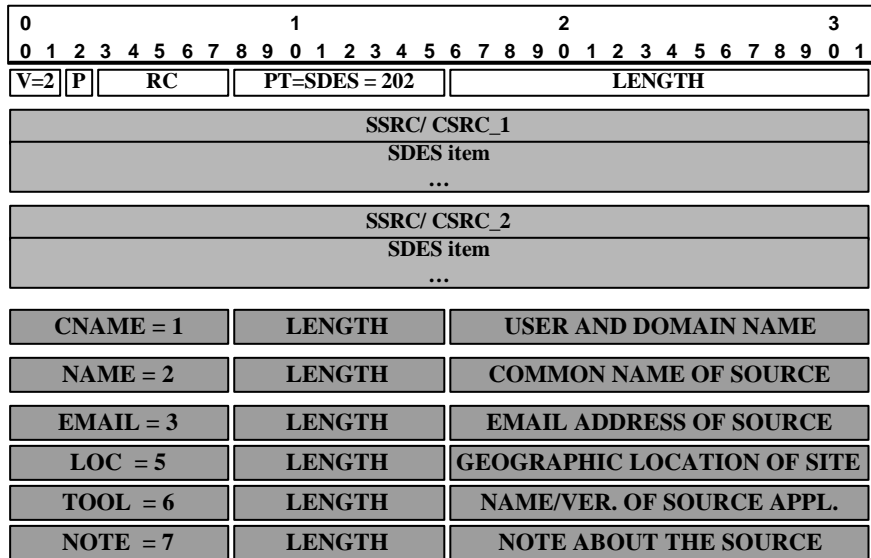 0 1 2 3
0 1 2 3 4 5 6 7 8 9 0 1 2 3 4 5 6 7 8 9 0 1 2 3 4 5 6 7 8 9 0 1
V=2 P RC PT=SDES = 202 LENGTH
SSRC/ CSRC_1
SDES item
…
SSRC/ CSRC_2
SDES item
…
CNAME = 1 LENGTH USER AND DOMAIN NAME
NAME = 2 LENGTH COMMON NAME OF SOURCE
EMAIL = 3 LENGTH EMAIL ADDRESS OF SOURCE
LOC = 5 LENGTH GEOGRAPHIC LOCATION OF SITE
TOOL = 6 LENGTH NAME/VER. OF SOURCE APPL.
NOTE = 7 LENGTH NOTE ABOUT THE SOURCE